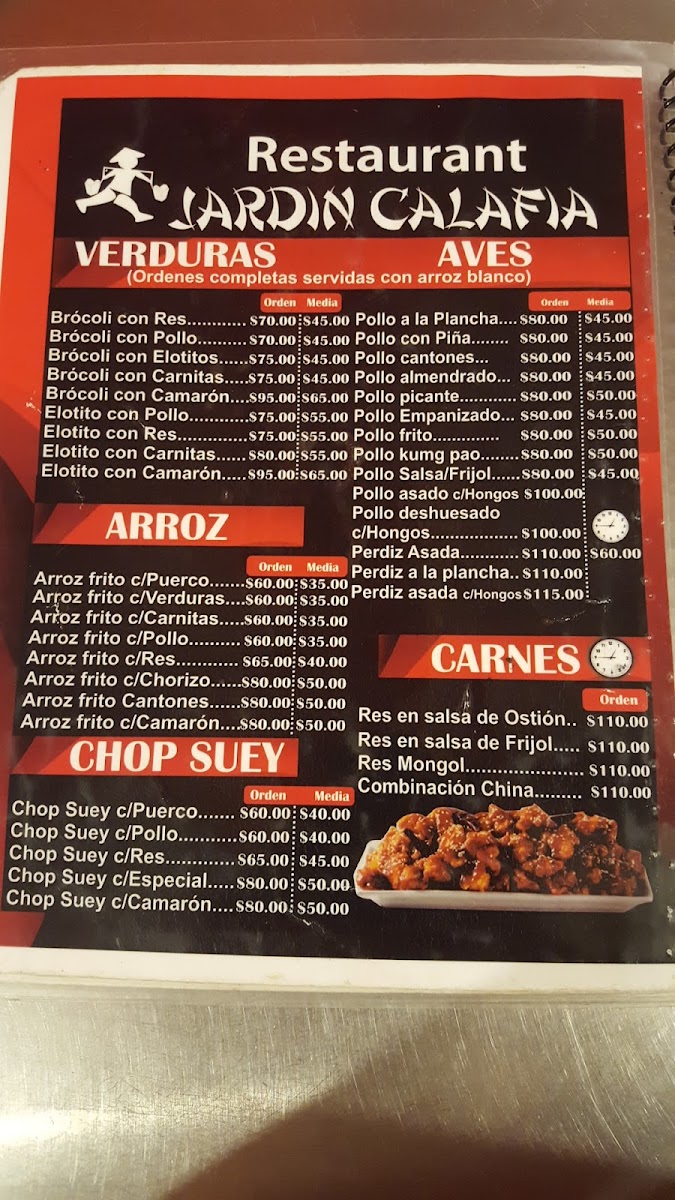 Restaurant
JARDIN CALAFIA
VERDURAS AVES
(Ordenes completas servidas con arroz blanco)
Orden Media
Brócoli con Res............ $70.00 $45.00
Brócoli con Pollo.......... $70.00 $45.00
Brócoli con Elotitos...... $75.00 $45.00
Brócoli con Carnitas..... $75.00 $45.00
Brócoli con Camarón.... $95.00 $65.00
Elotito con Pollo............ $75.00 $55.00
Elotito con Res.............. $75.00 $55.00
Elotito con Carnitas...... $80.00 $55.00
Elotito con Camarón..... $95.00 $65.00
ARROZ
Orden Media
Arroz frito c/Puerco....... $60.00 $35.00
Arroz frito c/Verduras.... $60.00 $35.00
Arroz frito c/Carnitas..... $60.00 $35.00
Arroz frito c/Pollo.......... $60.00 $35.00
Arroz frito c/Res............ $65.00 $40.00
Arroz frito c/Chorizo...... $80.00 $50.00
Arroz frito Cantones...... $80.00 $50.00
Arroz frito c/Camarón.... $80.00 $50.00
CHOP SUEY
Orden Media
Chop Suey c/Puerco....... $60.00 $40.00
Chop Suey c/Pollo.......... $60.00 $40.00
Chop Suey c/Res............. $65.00 $45.00
Chop Suey c/Especial..... $80.00 $50.00
Chop Suey c/Camarón.... $80.00 $50.00
Orden Media
Pollo a la Plancha.... $80.00 $45.00
Pollo con Piña........ $80.00 $45.00
Pollo cantones... $80.00 $45.00
Pollo almendrado... $80.00 $45.00
Pollo picante............ $80.00 $50.00
Pollo Empanizado... $80.00 $45.00
Pollo frito.............. $80.00 $50.00
Pollo kumg pao........ $80.00 $50.00
Pollo Salsa/Frijol...... $80.00 $45.00
Pollo asado c/Hongos $100.00
Pollo deshuesado
c/Hongos................... $100.00
Perdiz Asada............ $110.00 $60.00
Perdiz a la plancha.. $110.00
Perdiz asada c/Hongos $115.00
CARNES
Orden
Res en salsa de Ostión.. $110.00
Res en salsa de Frijol..... $110.00
Res Mongol...................... $110.00
Combinación China......... $110.00